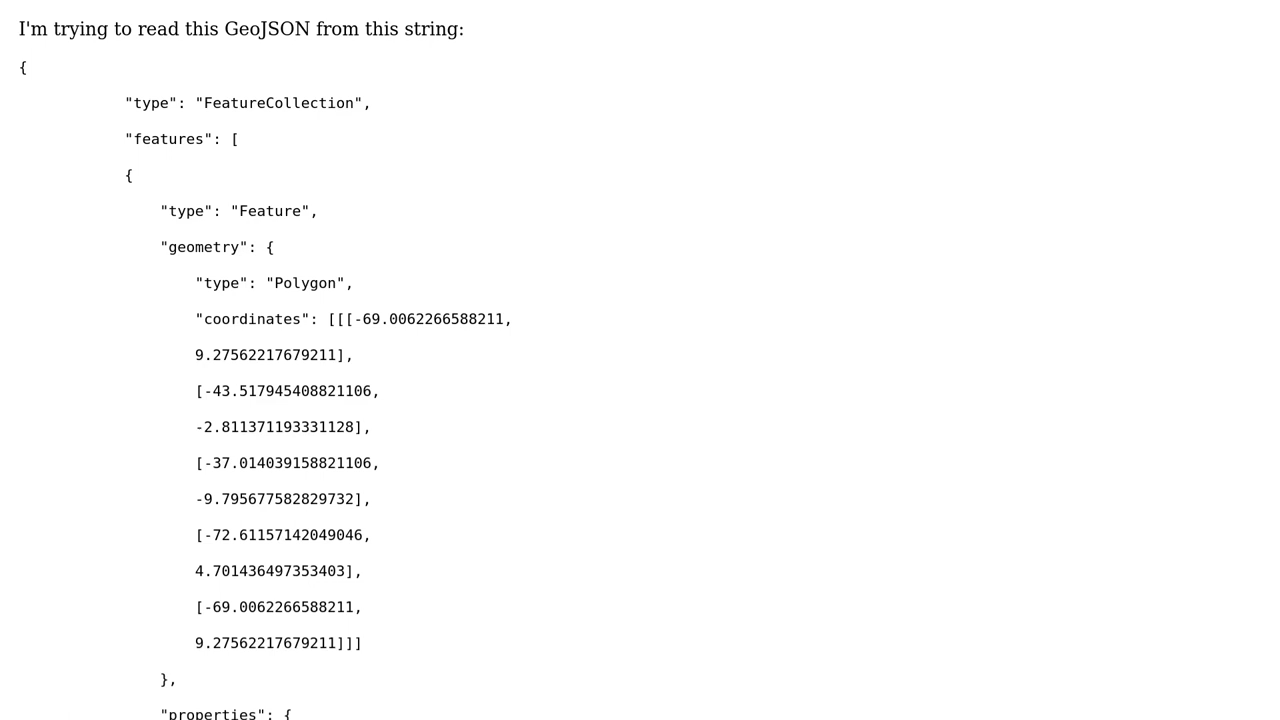 I'm trying to read this GeoJSON from this string:
{
"type": "FeatureCollection",
"features": [
{
"type": "Feature",
"geometry": {
"type": "Polygon",
"coordinates": [[[-69.0062266588211,
9.27562217679211],
[-43.517945408821106,
-2.811371193331128],
[-37.014039158821106,
-9.795677582829732],
[-72.61157142049046,
4.701436497353403],
[-69.0062266588211,
9.27562217679211]]]
},
"properties": {